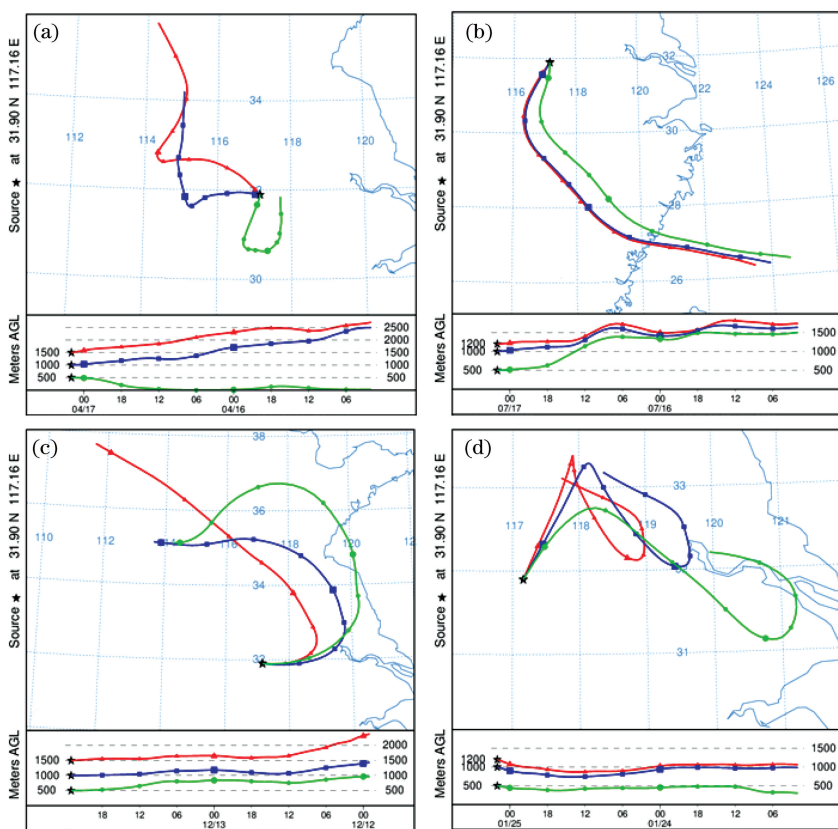 (a)
Source ★ at 31.90 N 117.16 E
34
112 114 116 118 120
32
30
Meters AGL
2500
2000
1500 1500
1000
500 500
00 18 12 06 00 18 12 06
04/17 04/16
(b)
Source ★ at 31.90 N 117.16 E
32
116 118 120 122 124 126
30
28
26
Meters AGL
1200 1500
1000
500 500
00 18 12 06 00 18 12 06
07/17 07/16
(c)
Source ★ at 31.90 N 117.16 E
38
36
110 112 114 116 118 120
34
32
Meters AGL
2000
1500 1500
1000 1000
500 500
18 12 06 00 18 12 06 00
12/13 12/12
(d)
Source ★ at 31.90 N 117.16 E
33
117 118 119 120 121
31
Meters AGL
1500
1200
1000 1000
500 500
00 18 12 06 00 18 12 06
01/25 01/24